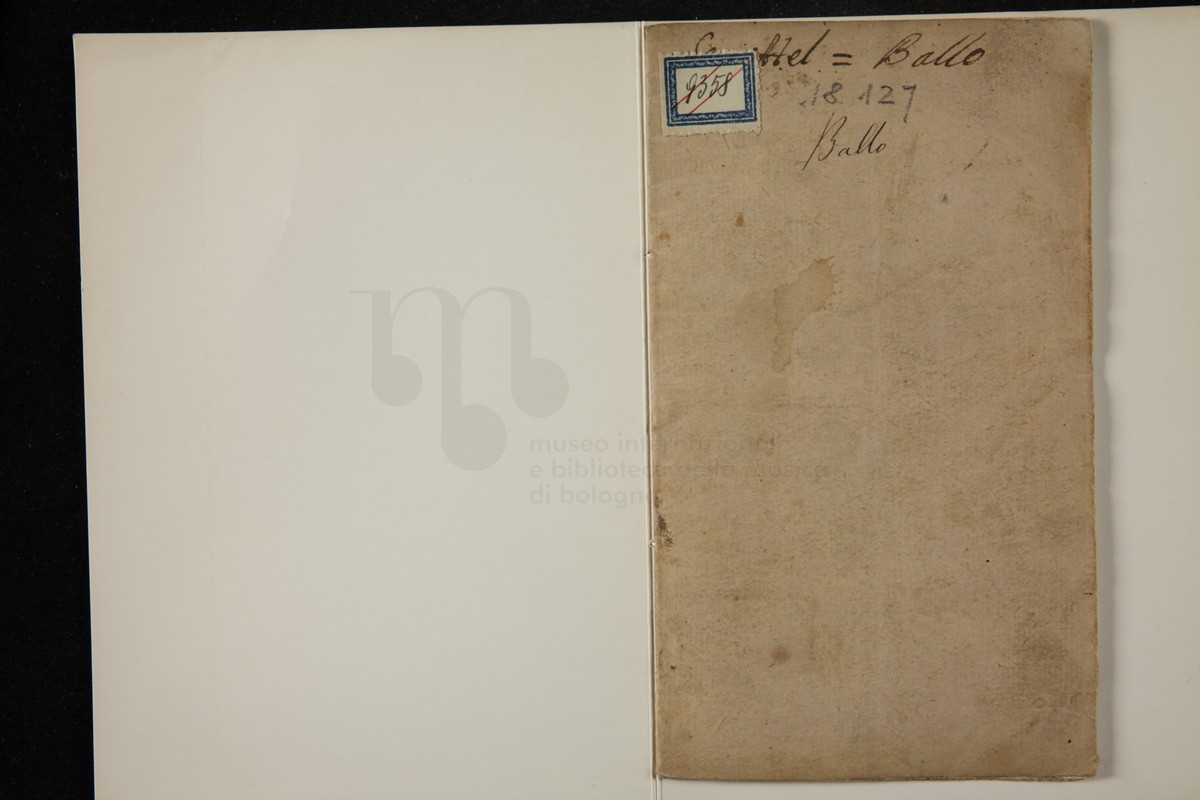 = Ballo
9358
18.127
Ballo
museo internazionale
e biblioteca della musica
di bologna